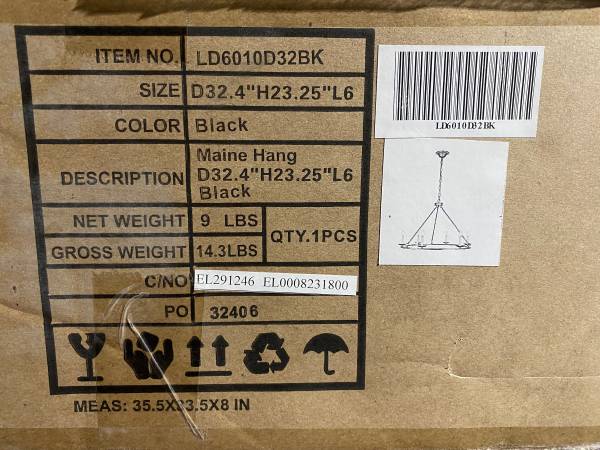 ITEM NO. LD6010D32BK
SIZE D32.4"H23.25"L6
COLOR Black
DESCRIPTION Maine Hang
D32.4"H23.25"L6
Black
NET WEIGHT 9 LBS
GROSS WEIGHT 14.3LBS
QTY.1PCS
C/NO EL291246 EL0008231800
PO 32406
MEAS: 35.5X33.5X8 IN
LD6010D32BK